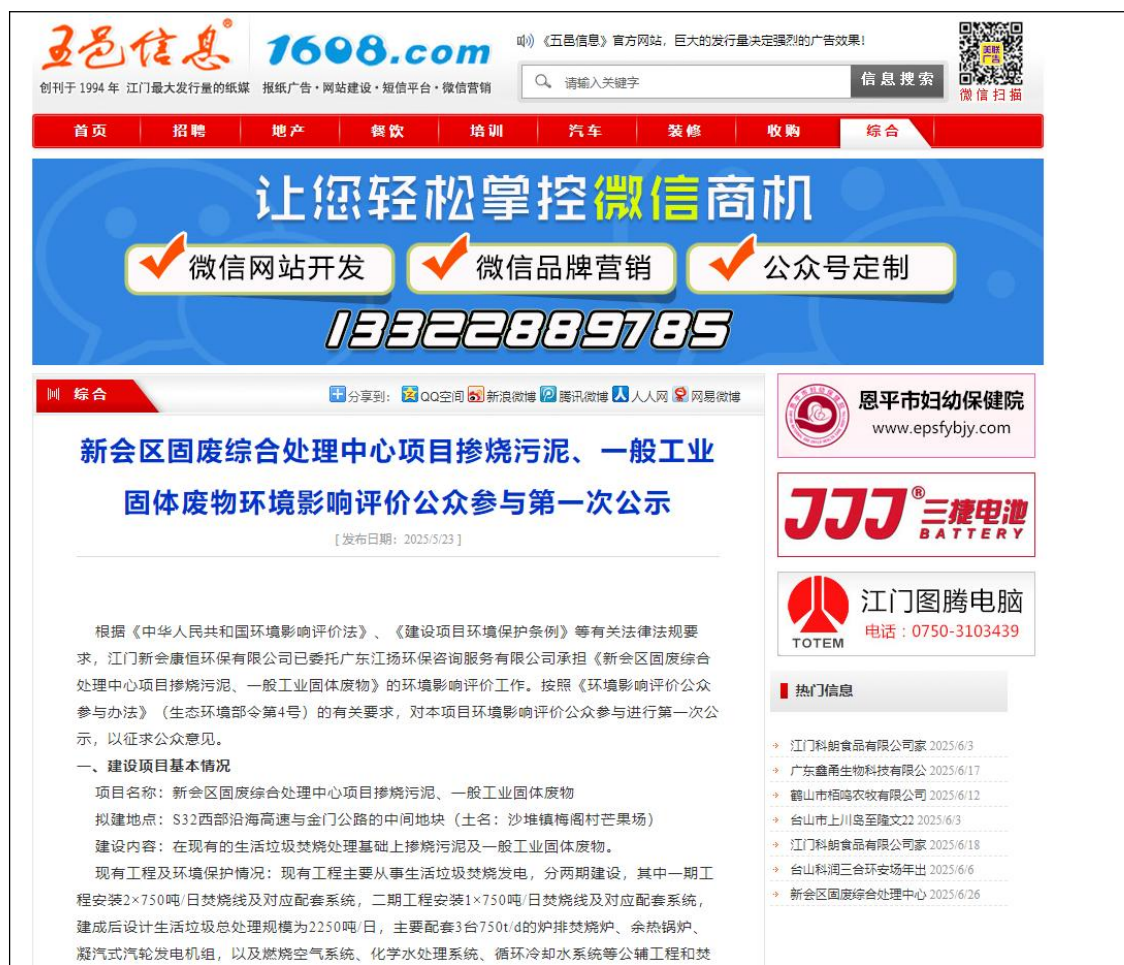 五邑信息®
1608.com
创刊于 1994 年 江门最大发行量的纸媒 报纸广告·网站建设·短信平台·微信营销
《五邑信息》官方网站，巨大的发行量决定强烈的广告效果！
请输入关键字
信息搜索
美联广告
微信扫描
首页 招聘 地产 餐饮 培训 汽车 装修 收购 综合
让您轻松掌控微信商机
微信网站开发 微信品牌营销 公众号定制
13322889785
综合
分享到： QQ空间 新浪微博 腾讯微博 人人网 网易微博
新会区固废综合处理中心项目掺烧污泥、一般工业
固体废物环境影响评价公众参与第一次公示
[ 发布日期：2025/5/23 ]
根据《中华人民共和国环境影响评价法》、《建设项目环境保护条例》等有关法律法规要
求，江门新会康恒环保有限公司已委托广东江扬环保咨询服务有限公司承担《新会区固废综合
处理中心项目掺烧污泥、一般工业固体废物》的环境影响评价工作。按照《环境影响评价公众
参与办法》（生态环境部令第4号）的有关要求，对本项目环境影响评价公众参与进行第一次公
示，以征求公众意见。
一、建设项目基本情况
项目名称：新会区固废综合处理中心项目掺烧污泥、一般工业固体废物
拟建地点：S32西部沿海高速与金门公路的中间地块（土名：沙堆镇梅阁村芒果场）
建设内容：在现有的生活垃圾焚烧处理基础上掺烧污泥及一般工业固体废物。
现有工程及环境保护情况：现有工程主要从事生活垃圾焚烧发电，分两期建设，其中一期工
程安装2×750吨/日焚烧线及对应配套系统，二期工程安装1×750吨/日焚烧线及对应配套系统，
建成后设计生活垃圾总处理规模为2250吨/日，主要配套3台750t/d的炉排焚烧炉、余热锅炉、
凝汽式汽轮发电机组，以及燃烧空气系统、化学水处理系统、循环冷却水系统等公辅工程和焚
恩平市妇幼保健院
www.epsfybjy.com
JJJ®三捷电池
BATTERY
TOTEM
江门图腾电脑
电话：0750-3103439
热门信息
江门科朗食品有限公司家 2025/6/3
广东鑫甬生物科技有限公 2025/6/17
鹤山市栢鸣农牧有限公司 2025/6/12
台山市上川岛至隆文22 2025/6/3
江门科朗食品有限公司家 2025/6/18
台山科润三合环安场年出 2025/6/6
新会区固废综合处理中心 2025/6/26